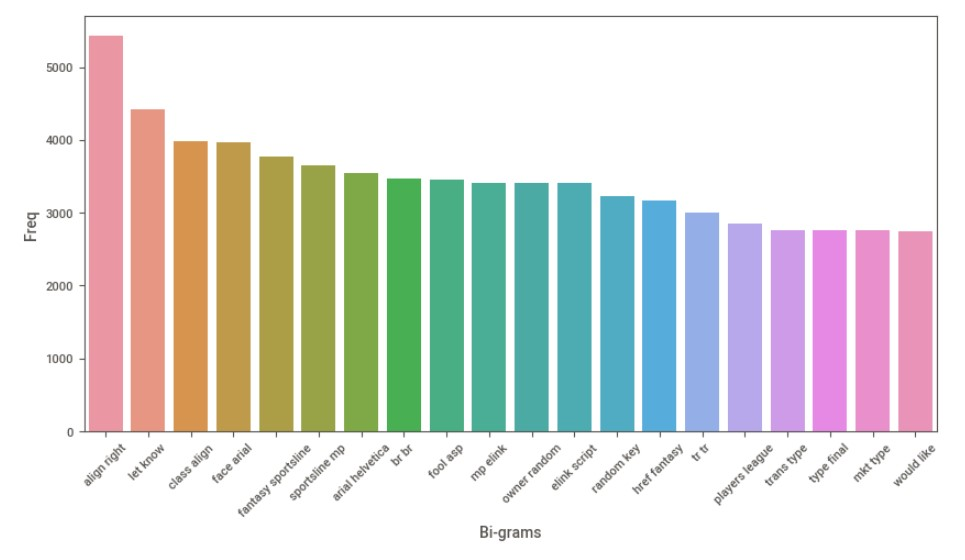 5000
4000
3000
2000
1000
0
Freq
align right
let know
class align
face arial
fantasy sportsline
sportsline mp
arial helvetica
br br
fool asp
mp elink
owner random
elink script
random key
href fantasy
tr tr
players league
trans type
type final
mkt type
would like
Bi-grams